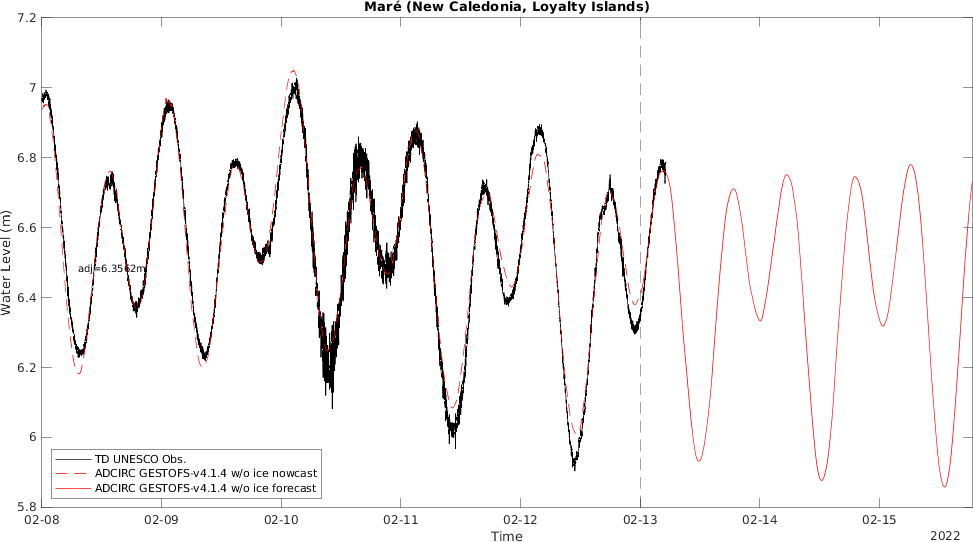 Maré (New Caledonia, Loyalty Islands)
7.2
7
6.8
6.6
6.4
6.2
6
5.8
Water Level (m)
adj=6.3562m
TD UNESCO Obs.
ADCIRC GESTOFS-v4.1.4 w/o ice nowcast
ADCIRC GESTOFS-v4.1.4 w/o ice forecast
02-08 02-09 02-10 02-11 02-12 02-13 02-14 02-15
Time
2022